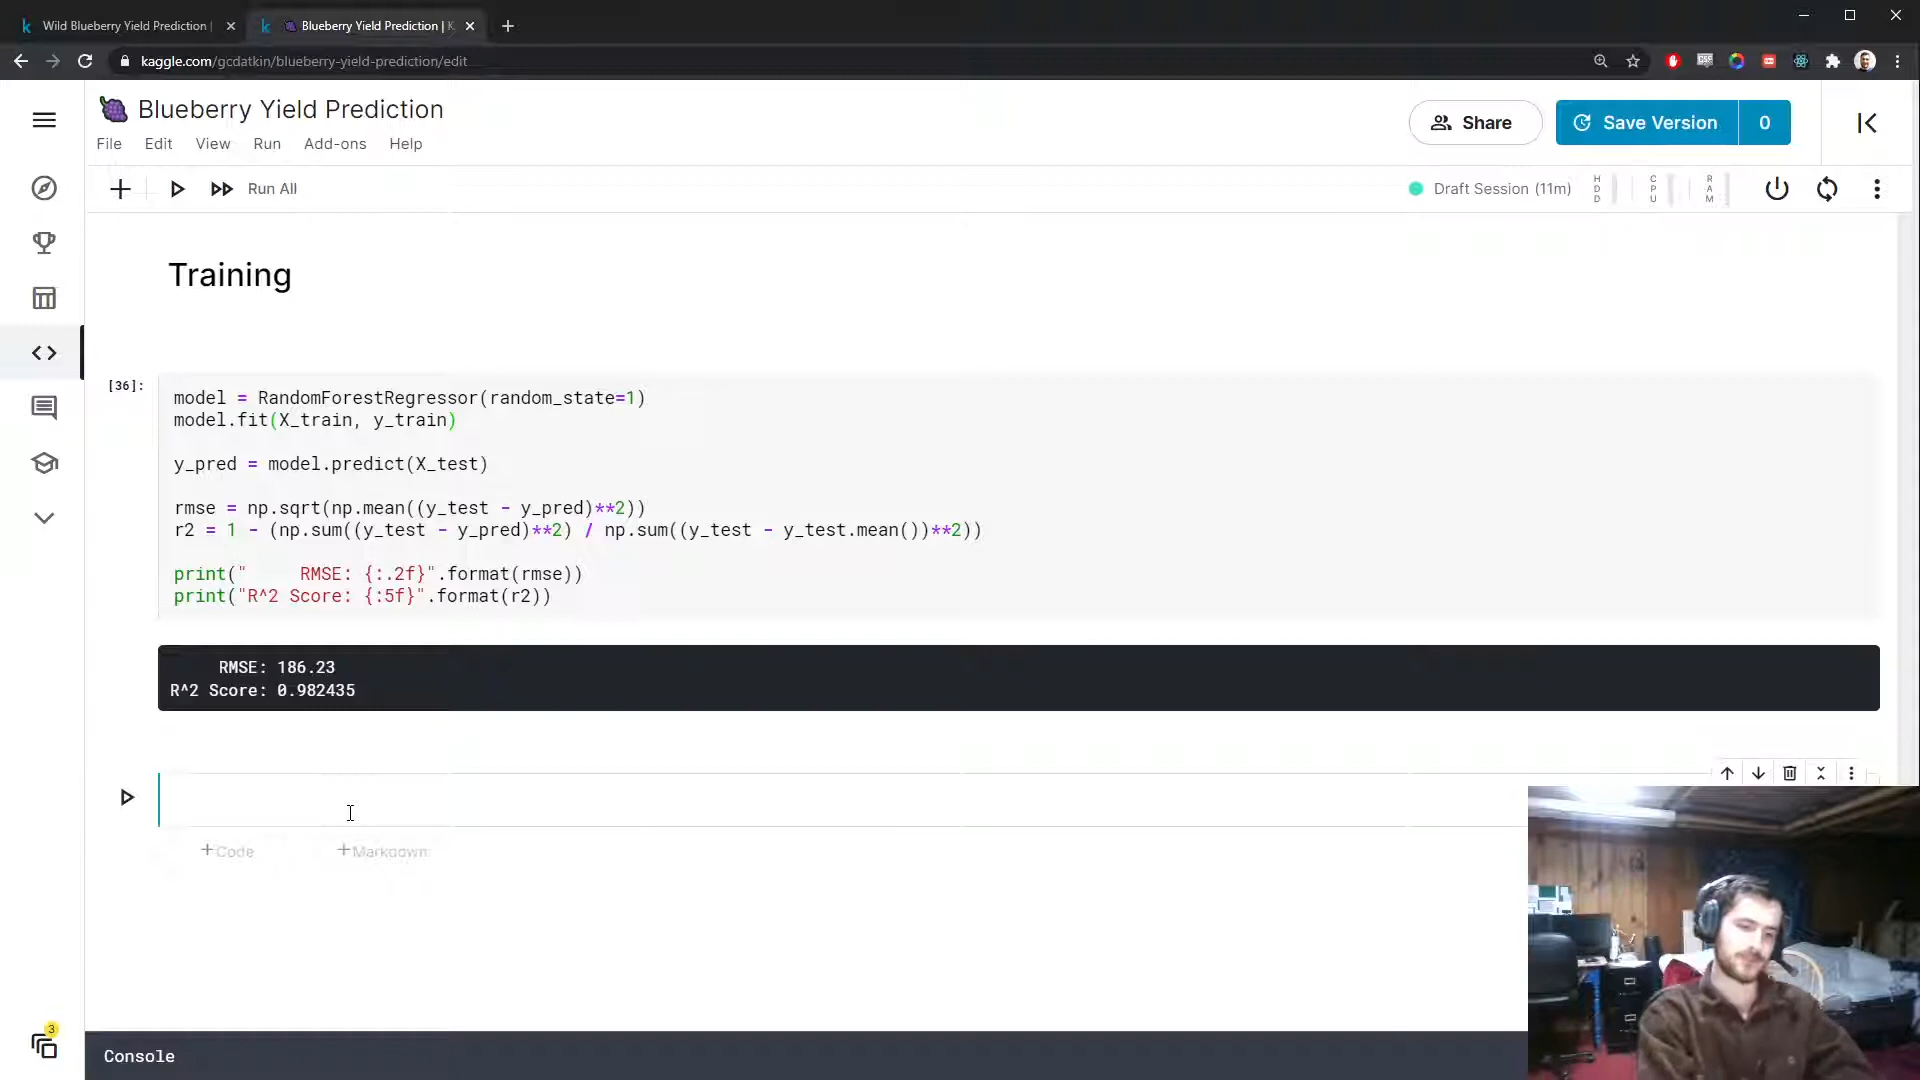 Wild Blueberry Yield Prediction |
Blueberry Yield Prediction | K
kaggle.com/gcdatkin/blueberry-yield-prediction/edit
Blueberry Yield Prediction
File Edit View Run Add-ons Help
Share
Save Version 0
Run All
Draft Session (11m)
HDD
CPU
RAM
Training
[36]:
model = RandomForestRegressor(random_state=1)
model.fit(X_train, y_train)
y_pred = model.predict(X_test)
rmse = np.sqrt(np.mean((y_test - y_pred)**2))
r2 = 1 - (np.sum((y_test - y_pred)**2) / np.sum((y_test - y_test.mean())**2))
print("     RMSE: {:.2f}".format(rmse))
print("R^2 Score: {:5f}".format(r2))
RMSE: 186.23
R^2 Score: 0.982435
+ Code + Markdown
3
Console